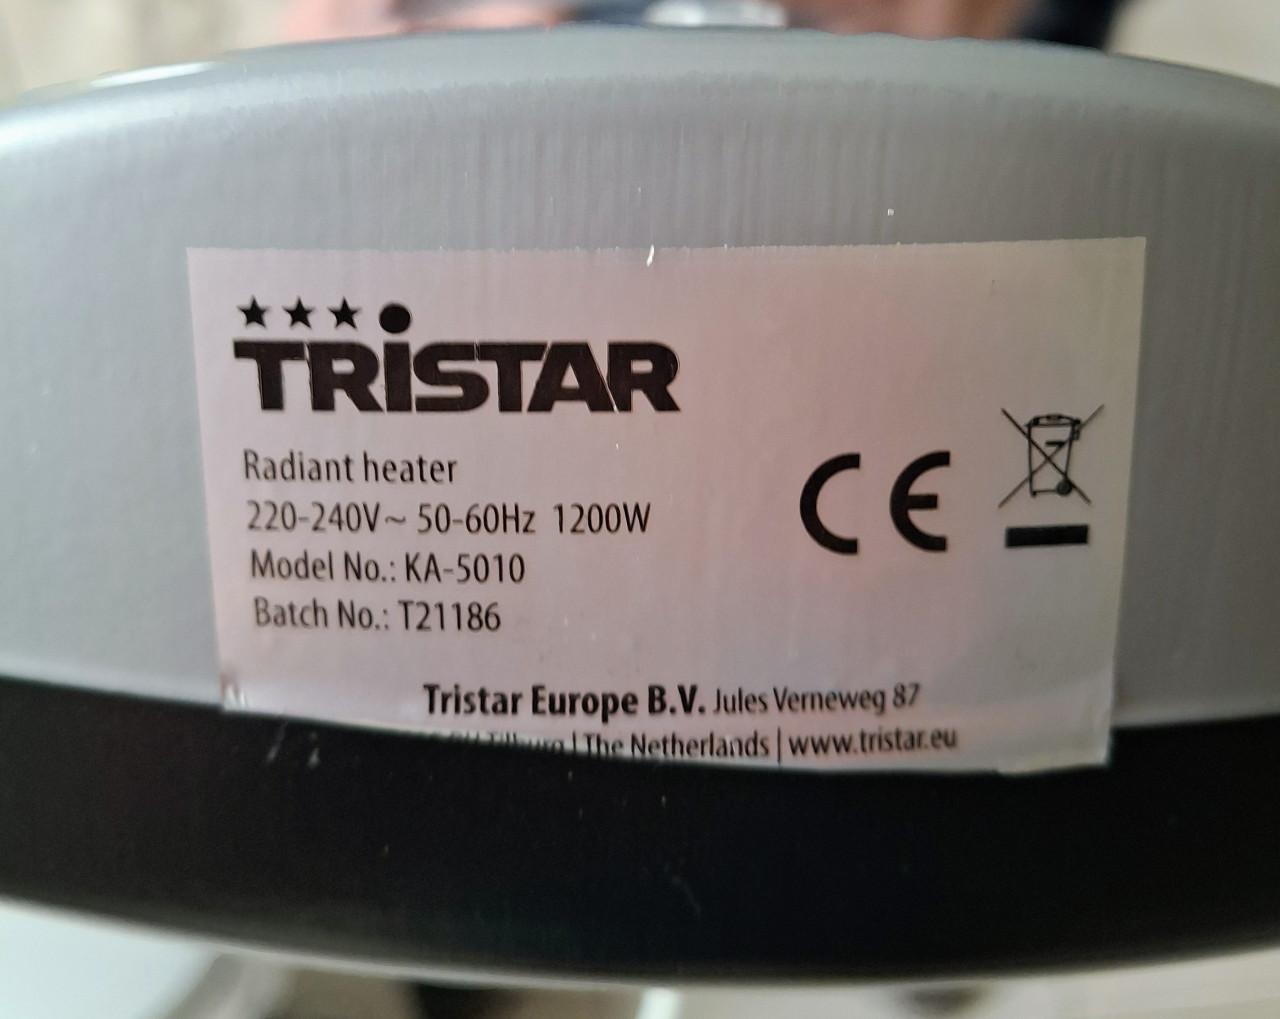 TRISTAR
Radiant heater
220-240V~ 50-60Hz 1200W
Model No.: KA-5010
Batch No.: T21186
CE
Tristar Europe B.V. Jules Verneweg 87
Tilburg | The Netherlands | www.tristar.eu